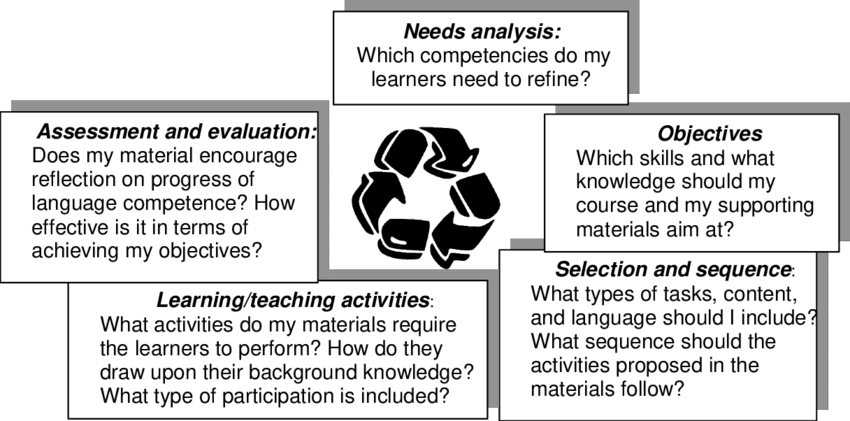 Needs analysis:
Which competencies do my
learners need to refine?
Assessment and evaluation:
Does my material encourage
reflection on progress of
language competence? How
effective is it in terms of
achieving my objectives?
Objectives
Which skills and what
knowledge should my
course and my supporting
materials aim at?
Learning/teaching activities:
What activities do my materials require
the learners to perform? How do they
draw upon their background knowledge?
What type of participation is included?
Selection and sequence:
What types of tasks, content,
and language should I include?
What sequence should the
activities proposed in the
materials follow?